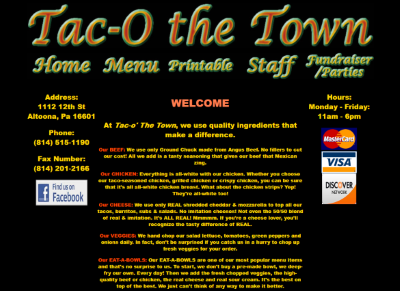 Tac-O the Town
Home Menu Printable Staff Fundraiser
/Parties
Address:
1112 12th St
Altoona, Pa 16601
Phone:
(814) 515-1190
Fax Number:
(814) 201-2166
Find us on
Facebook
WELCOME
At Tac-o' The Town, we use quality ingredients that
make a difference.
Our BEEF: We use only Ground Chuck made from Angus Beef. No fillers to cut
our cost! All we add in a tasty seasoning that gives our beef that Mexican
zing.
Our CHICKEN: Everything is all-white with our chicken. Whether you choose
our taco-seasoned chicken, grilled chicken or crispy chicken, you can be sure
that it's all all-white chicken breast. What about the chicken strips? Yep!
They're all-white too!
Our CHEESE: We use only REAL shredded cheddar & mozzarella to top all our
tacos, burritos, subs & salads. No imitation cheeses! Not even the 50/50 blend
of real & imitation. It's ALL REAL! Mmmmm. If you're a cheese lover, you'll
recognize the tasty difference of REAL.
Our VEGGIES: We hand chop our salad lettuce, tomatoes, green peppers and
onions daily. In fact, don't be surprised if you catch us in a hurry to chop up
fresh veggies for your order.
Our EAT-A-BOWLS: Our EAT-A-BOWLS are one of our most popular menu items
and that's no surprise to us. To start, we don't buy a pre-made bowl, we deep-
fry our own. Every day! Then we add the fresh chopped veggies, the high-
quality beef or chicken, the real cheese and real sour cream. It's the best on
top of the best. We just can't think of any way to make it better.
Hours:
Monday - Friday:
11am - 6pm
MasterCard
VISA
DISCOVER
NETWORK